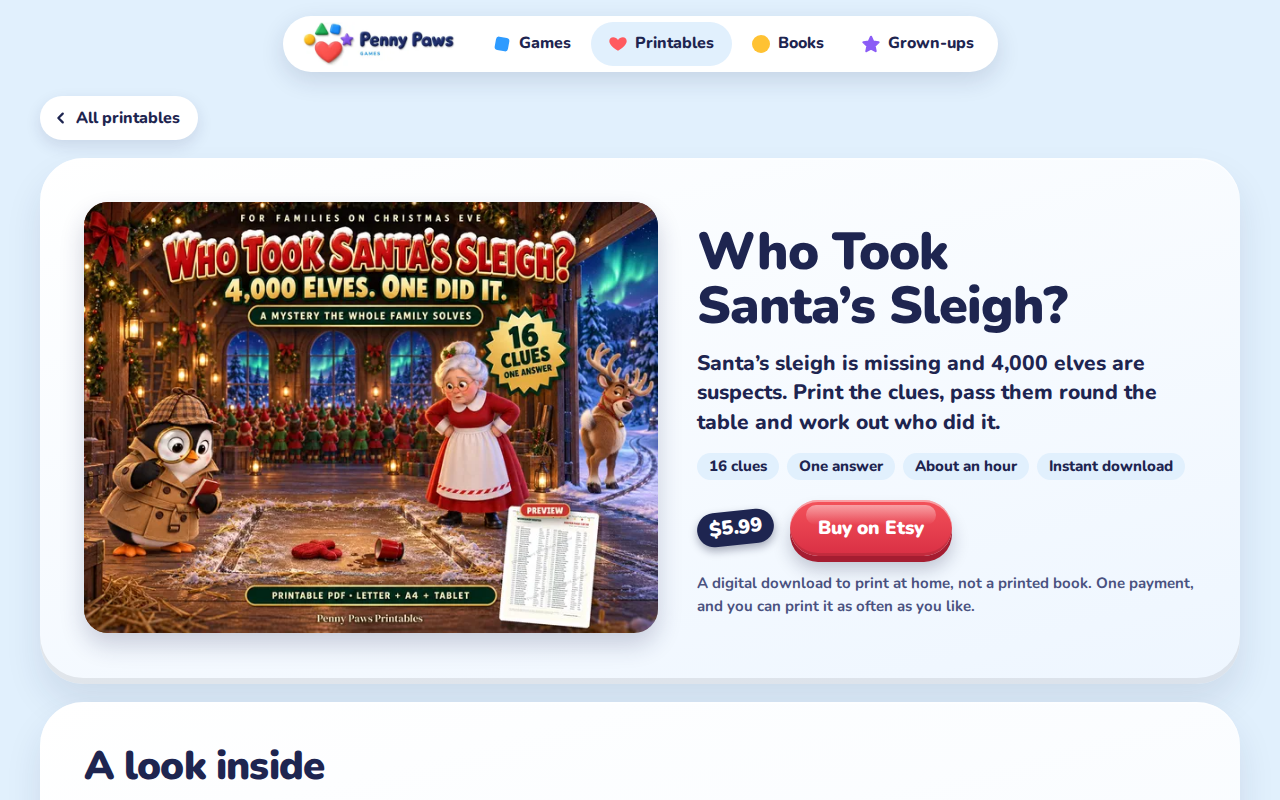 Penny Paws
GAMES
Games
Printables
Books
Grown-ups
All printables
FOR FAMILIES ON CHRISTMAS EVE
WHO TOOK SANTA'S SLEIGH?
4,000 ELVES. ONE DID IT.
A MYSTERY THE WHOLE FAMILY SOLVES
16
CLUES
ONE ANSWER
PREVIEW
PRINTABLE PDF • LETTER + A4 + TABLET
Penny Paws Printables
Who Took
Santa’s Sleigh?
Santa’s sleigh is missing and 4,000 elves are
suspects. Print the clues, pass them round the
table and work out who did it.
16 clues
One answer
About an hour
Instant download
$5.99
Buy on Etsy
A digital download to print at home, not a printed book. One payment,
and you can print it as often as you like.
A look inside